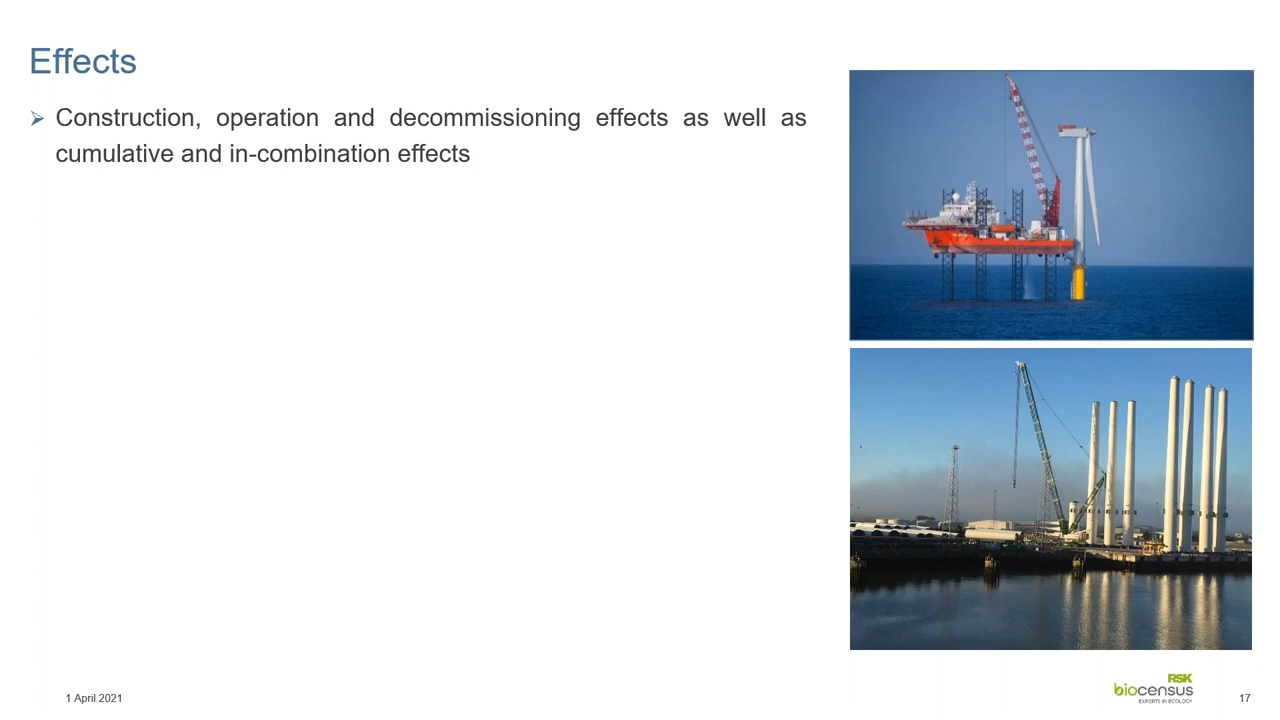 Effects
Construction, operation and decommissioning effects as well as
cumulative and in-combination effects
1 April 2021
RSK
biocensus
EXPERTS IN ECOLOGY
17